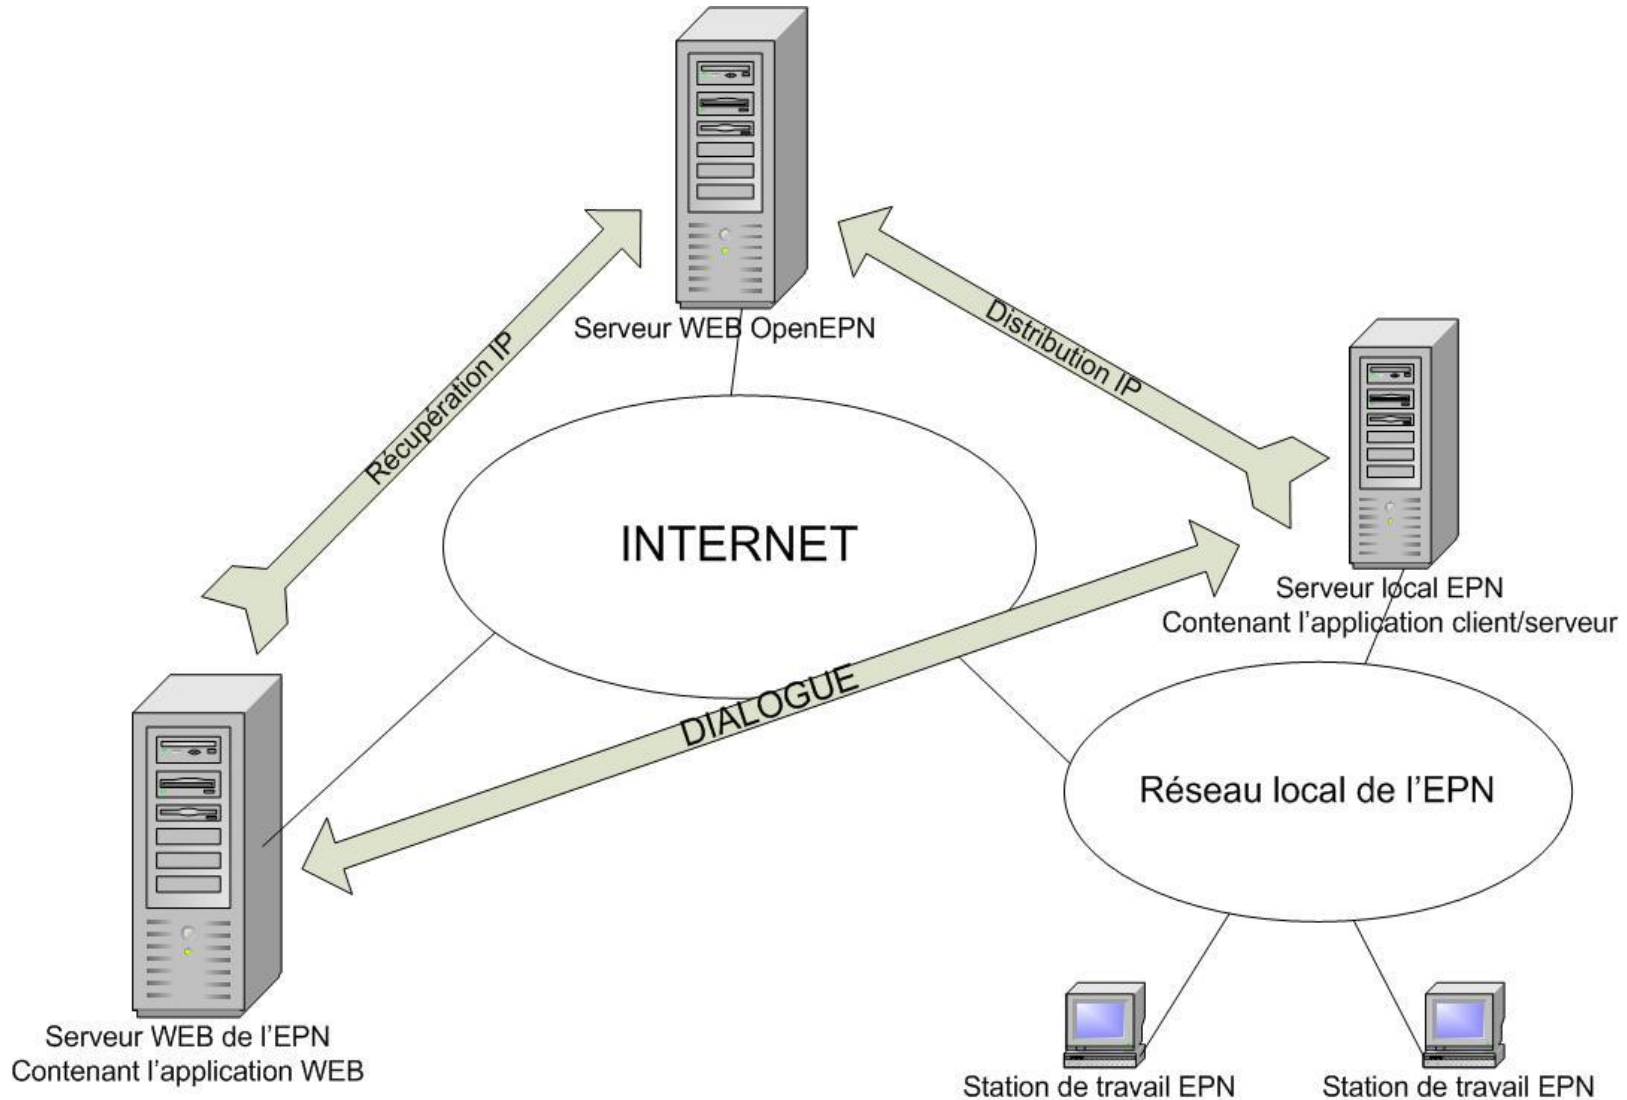 Serveur WEB OpenEPN
Récupération IP
Distribution IP
INTERNET
Serveur local EPN
Contenant l’application client/serveur
DIALOGUE
Réseau local de l’EPN
Serveur WEB de l’EPN
Contenant l’application WEB
Station de travail EPN
Station de travail EPN